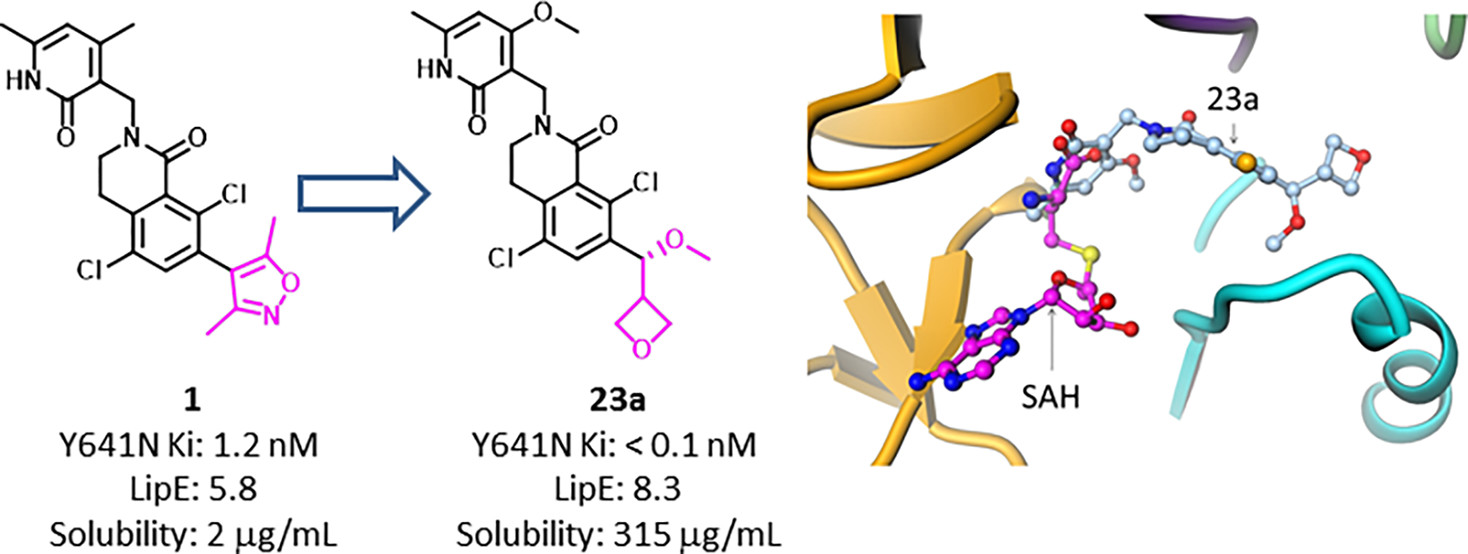 O
HN
O
N
O
Cl
Cl
O
N
1
Y641N Ki: 1.2 nM
LipE: 5.8
Solubility: 2 μg/mL
O
HN
O
N
O
Cl
Cl
O
O
23a
Y641N Ki: < 0.1 nM
LipE: 8.3
Solubility: 315 μg/mL
23a
SAH